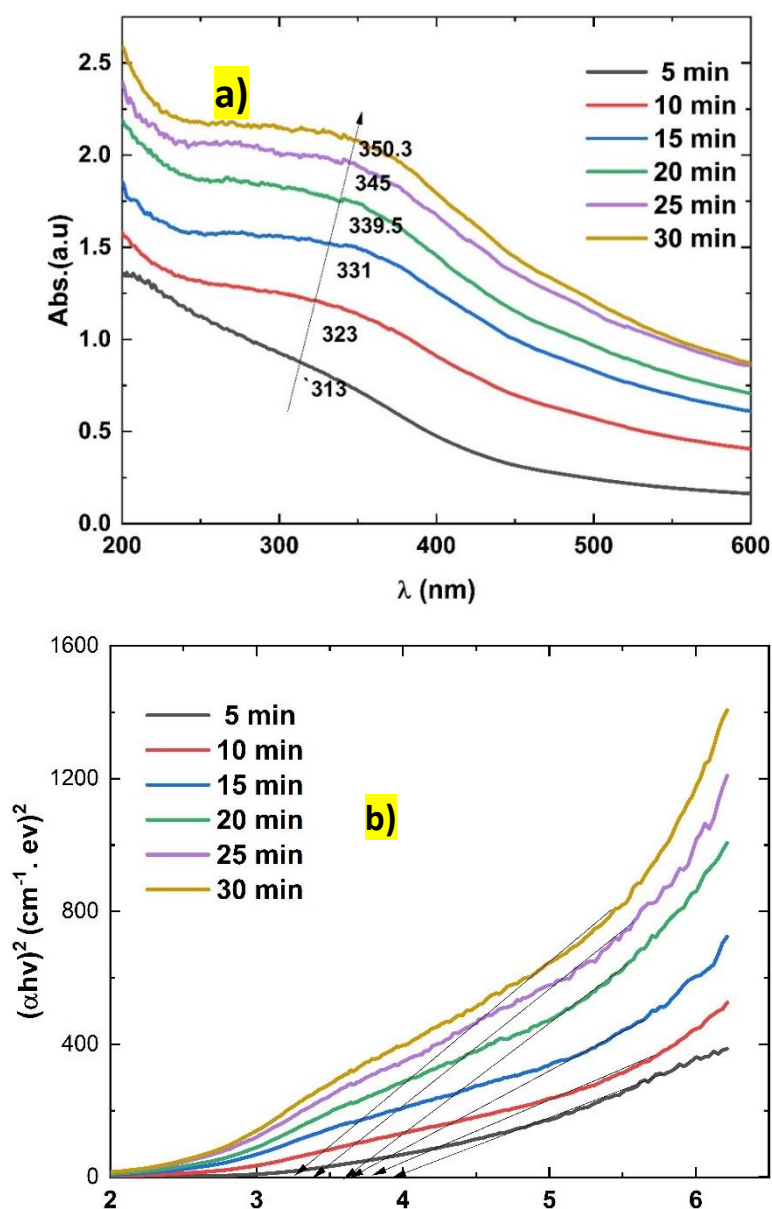 a)
5 min
10 min
15 min
20 min
25 min
30 min
350.3
345
339.5
331
323
`313
Abs.(a.u)
2.5
2.0
1.5
1.0
0.5
0.0
200 300 400 500 600
λ (nm)
b)
5 min
10 min
15 min
20 min
25 min
30 min
(αhν)² (cm⁻¹ . ev)²
1600
1200
800
400
0
2 3 4 5 6